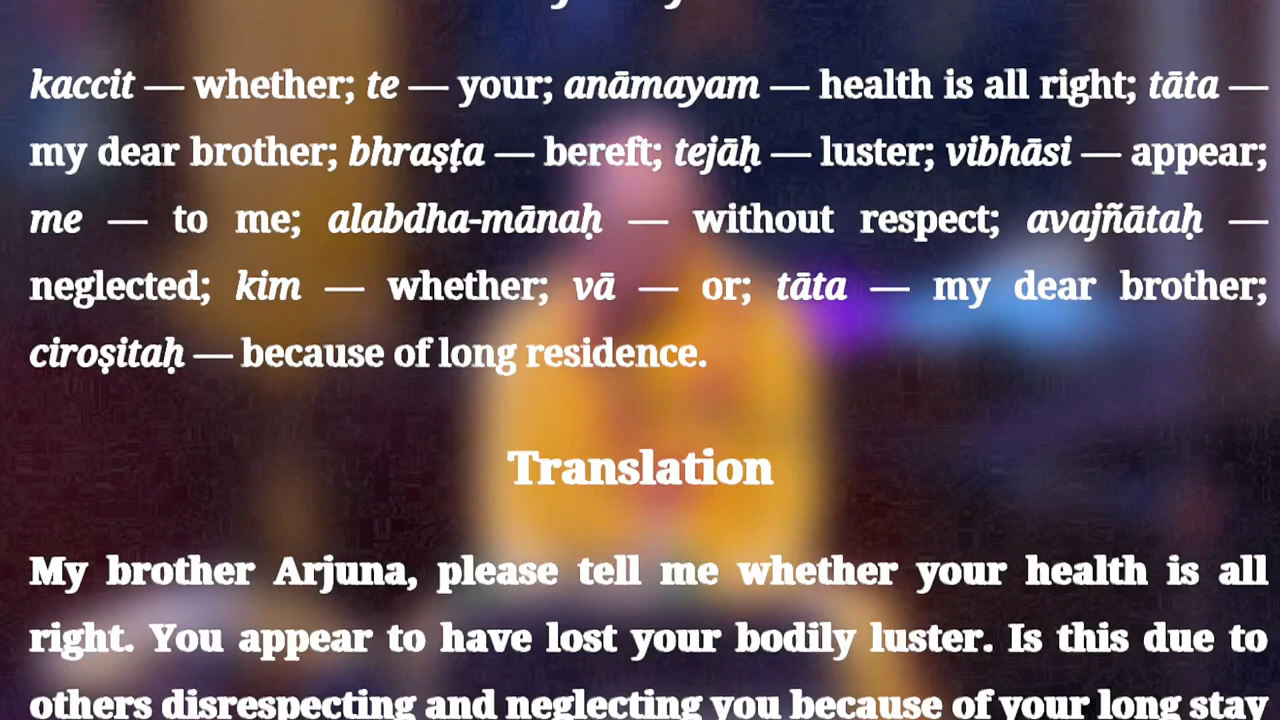 kaccit — whether; te — your; anāmayam — health is all right; tāta —
my dear brother; bhraṣṭa — bereft; tejāḥ — luster; vibhāsi — appear;
me — to me; alabdha-mānaḥ — without respect; avajñātaḥ —
neglected; kim — whether; vā — or; tāta — my dear brother;
ciroṣitaḥ — because of long residence.
Translation
My brother Arjuna, please tell me whether your health is all
right. You appear to have lost your bodily luster. Is this due to
others disrespecting and neglecting you because of your long stay